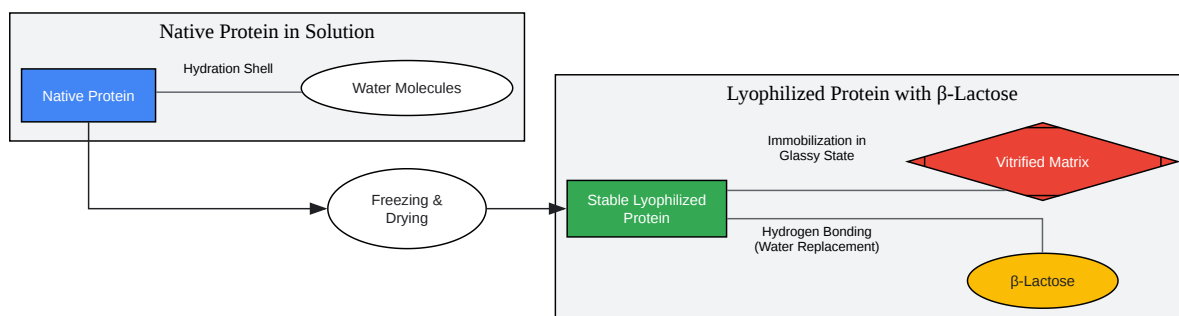 Native Protein in Solution
Hydration Shell
Native Protein
Water Molecules
Lyophilized Protein with β-Lactose
Immobilization in
Glassy State
Vitrified Matrix
Freezing &
Drying
Stable Lyophilized
Protein
Hydrogen Bonding
(Water Replacement)
β-Lactose